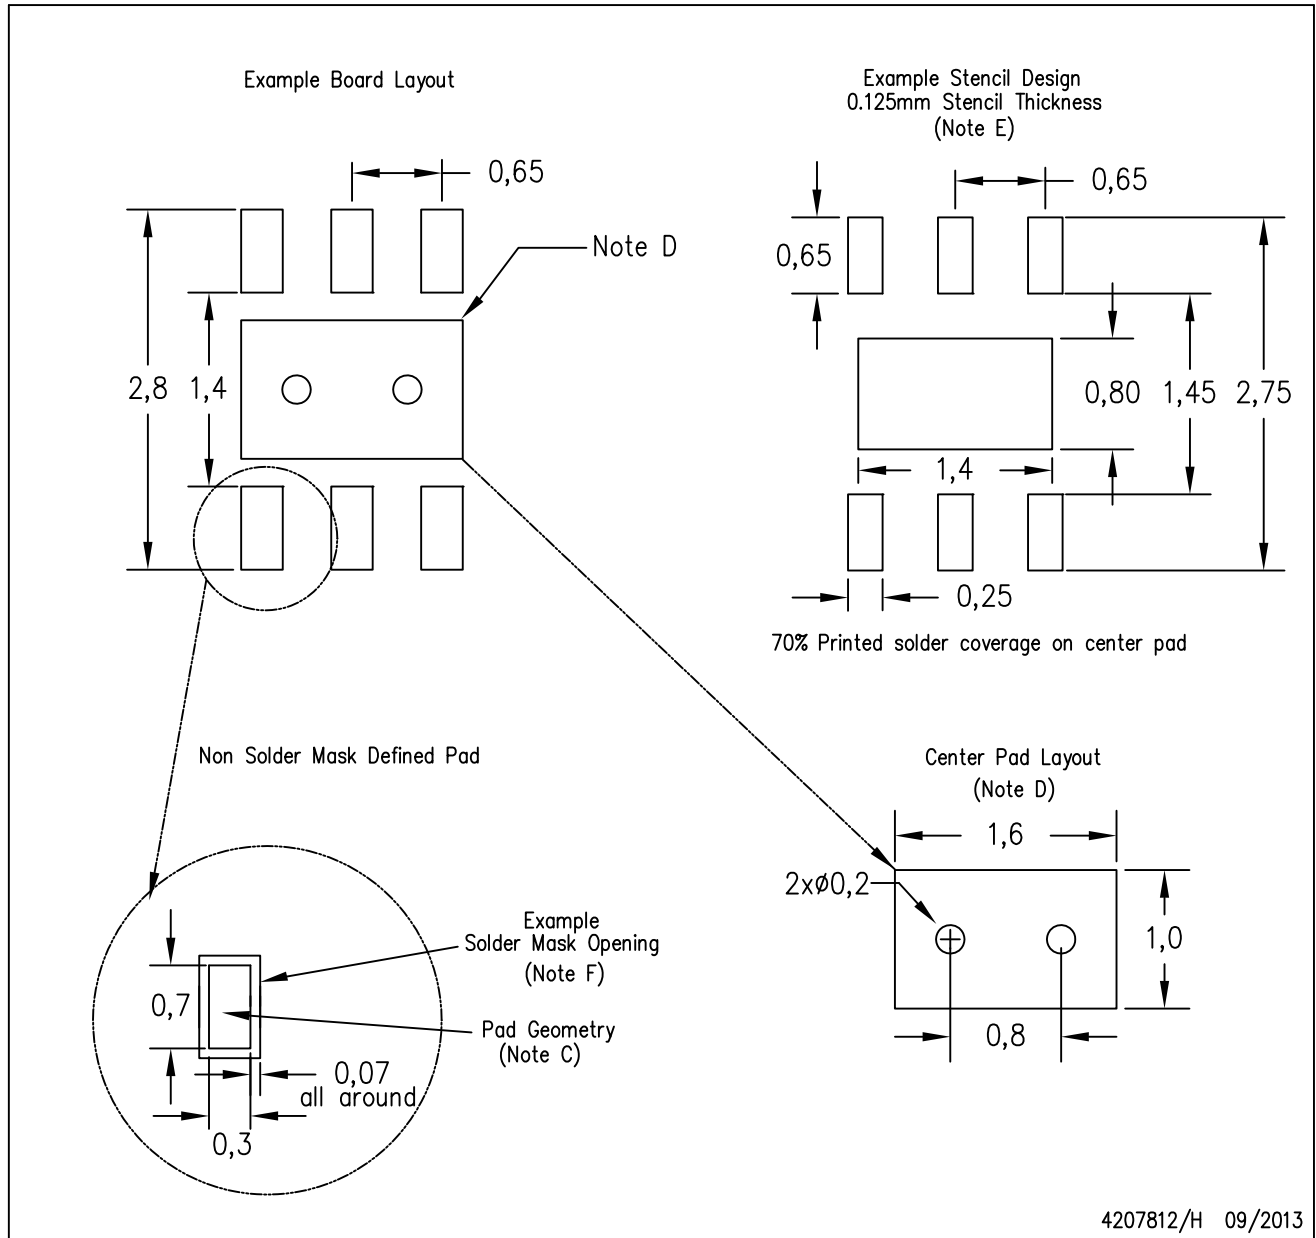 Example Board Layout
0,65
Note D
2,8
1,4
Example Stencil Design
0.125mm Stencil Thickness
(Note E)
0,65
0,65
0,80
1,45
2,75
1,4
0,25
70% Printed solder coverage on center pad
Non Solder Mask Defined Pad
Example
Solder Mask Opening
(Note F)
0,7
Pad Geometry
(Note C)
0,07
all around
0,3
Center Pad Layout
(Note D)
1,6
2xø0,2
1,0
0,8
4207812/H 09/2013